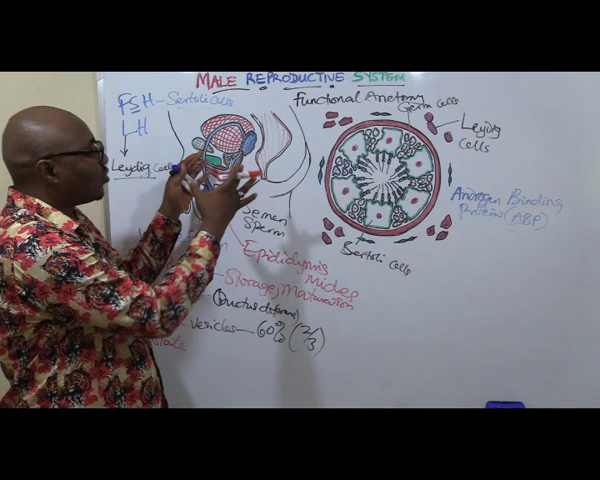 MALE REPRODUCTIVE SYSTEM
FSH - Sertoli Cells
LH
Leydig Cells
Functional Anatomy
Germ Cells
Leydig
Cells
Androgen Binding
Protein (ABP)
Sertoli Cells
Semen
Sperm
Epididymis
Storage, Maturation
(Ductus deferens)
vesicles - 60% (2/3)